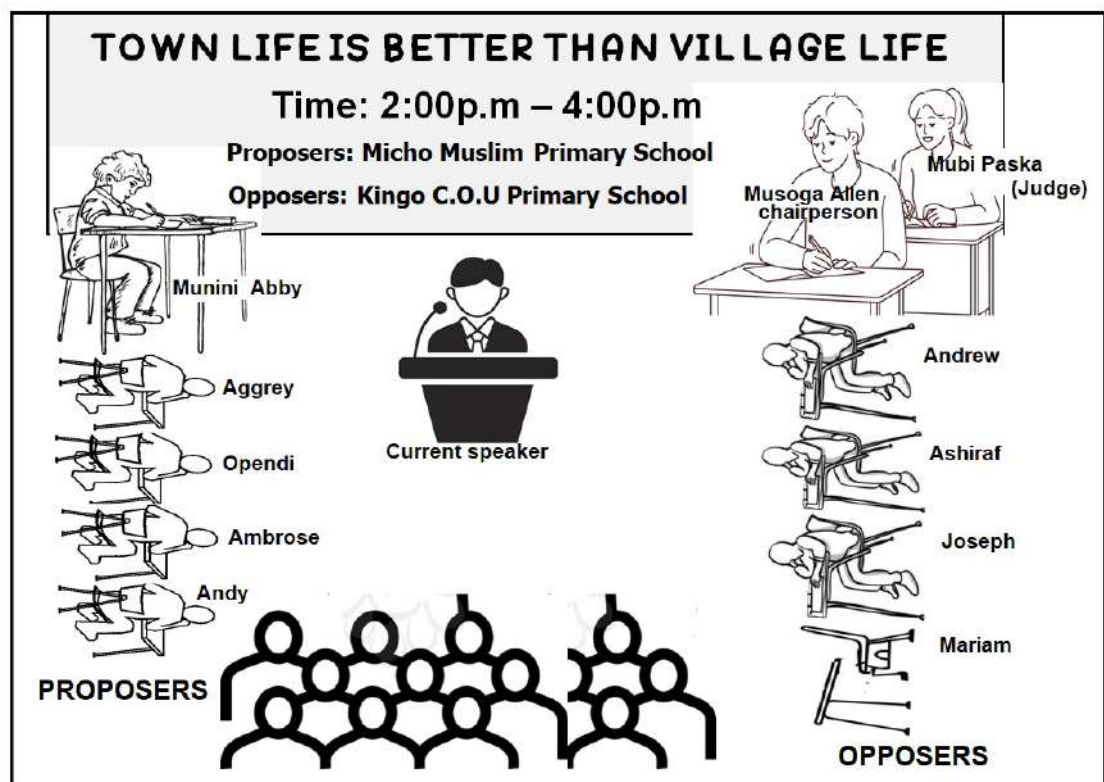 TOWN LIFE IS BETTER THAN VILLAGE LIFE
Time: 2:00p.m – 4:00p.m
Proposers: Micho Muslim Primary School
Opposers: Kingo C.O.U Primary School
Mubi Paska
(Judge)
Musoga Allen
chairperson
Munini Abby
Current speaker
Aggrey
Opendi
Ambrose
Andy
PROPOSERS
Andrew
Ashiraf
Joseph
Mariam
OPPOSERS